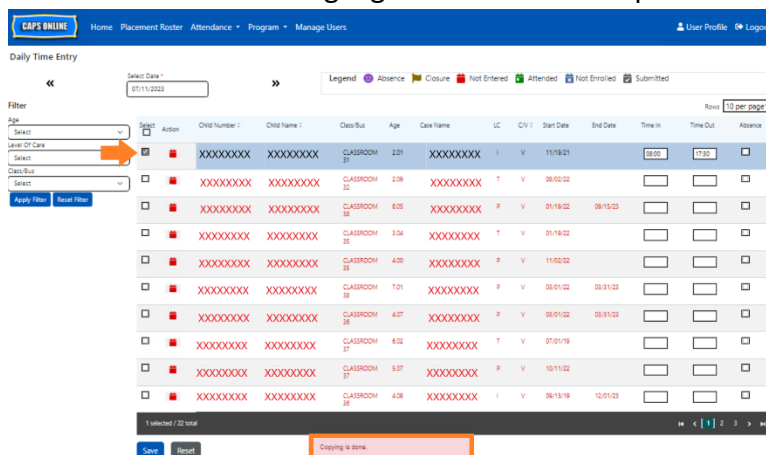 CAPS ONLINE Home Placement Roster Attendance Program Manage Users User Profile Logou
Daily Time Entry
Select Date *
07/11/2023
Legend Absence Closure Not Entered Attended Not Enrolled Submitted
Filter
Rows 10 per page
Age
Select
Level Of Care
Select
Class/Bus
Select
Apply Filter Reset Filter
Select Action Child Number Child Name Class/Bus Age Case Name LC C/V Start Date End Date Time In Time Out Absence
XXXXXXXX XXXXXXXX CLASSROOM 31 2.01 XXXXXXXX I V 11/19/21 08:00 17:30
XXXXXXXX XXXXXXXX CLASSROOM 32 2.09 XXXXXXXX T V 08/02/22
XXXXXXXX XXXXXXXX CLASSROOM 38 6.05 XXXXXXXX P V 01/19/22 09/15/23
XXXXXXXX XXXXXXXX CLASSROOM 35 3.04 XXXXXXXX T V 01/19/22
XXXXXXXX XXXXXXXX CLASSROOM 38 4.00 XXXXXXXX P V 11/02/22
XXXXXXXX XXXXXXXX CLASSROOM 38 7.01 XXXXXXXX P V 03/01/22 03/31/23
XXXXXXXX XXXXXXXX CLASSROOM 36 4.07 XXXXXXXX P V 03/01/22 03/31/23
XXXXXXXX XXXXXXXX CLASSROOM 37 6.02 XXXXXXXX T V 07/01/19
XXXXXXXX XXXXXXXX CLASSROOM 37 5.07 XXXXXXXX P V 10/11/22
XXXXXXXX XXXXXXXX CLASSROOM 36 4.08 XXXXXXXX I V 09/13/19 12/01/23
1 selected / 22 total 1 2 3
Save Reset
Copying is done.